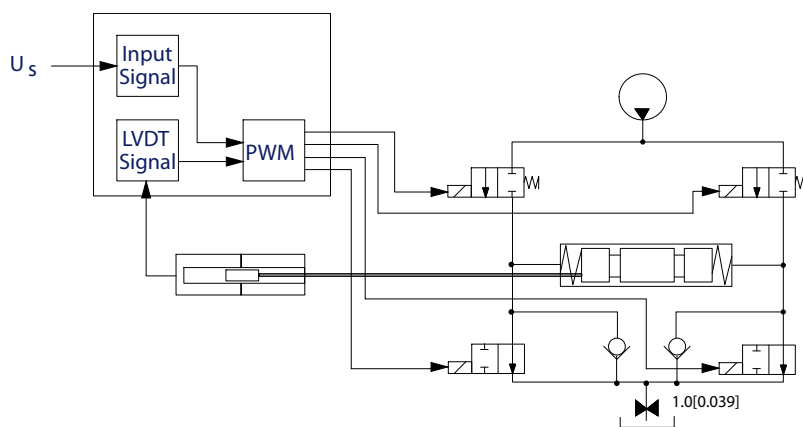 Input
Signal
U S
LVDT
Signal
PWM
1.0[0.039]